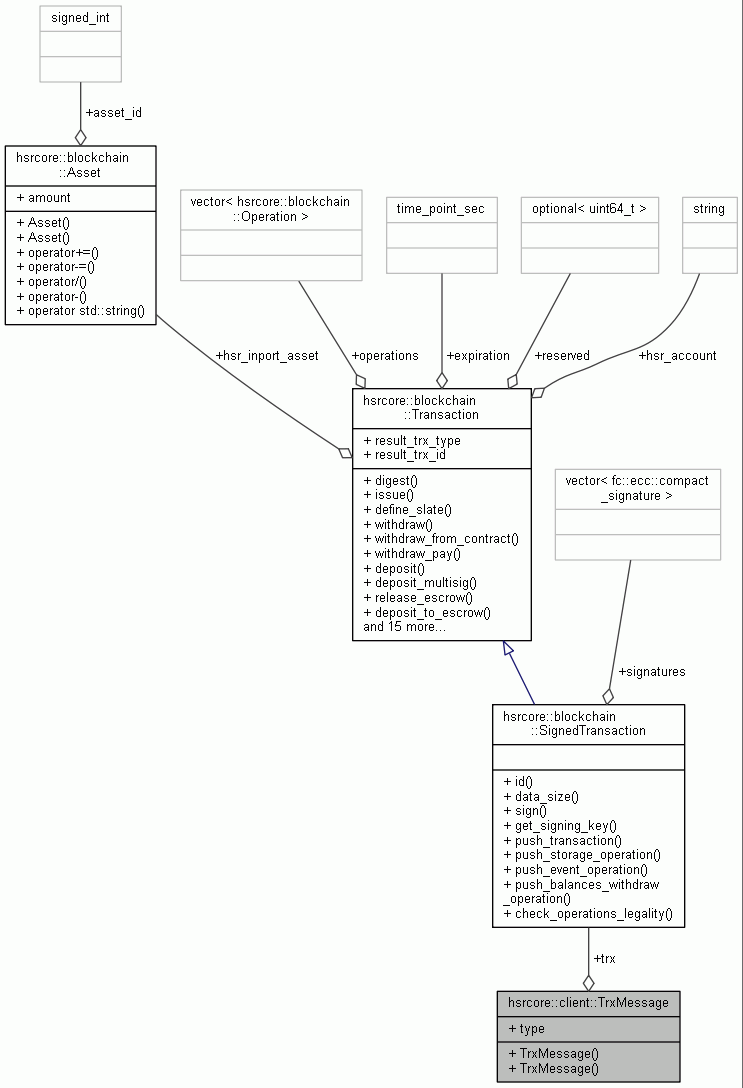 signed_int
+asset_id
hsrcore::blockchain
::Asset
+ amount
+ Asset()
+ Asset()
+ operator+=()
+ operator-=()
+ operator/()
+ operator-()
+ operator std::string()
vector< hsrcore::blockchain
::Operation >
time_point_sec
optional< uint64_t >
string
+hsr_inport_asset
+operations
+expiration
+reserved
+hsr_account
hsrcore::blockchain
::Transaction
+ result_trx_type
+ result_trx_id
+ digest()
+ issue()
+ define_slate()
+ withdraw()
+ withdraw_from_contract()
+ withdraw_pay()
+ deposit()
+ deposit_multisig()
+ release_escrow()
+ deposit_to_escrow()
and 15 more...
vector< fc::ecc::compact
_signature >
+signatures
hsrcore::blockchain
::SignedTransaction
+ id()
+ data_size()
+ sign()
+ get_signing_key()
+ push_transaction()
+ push_storage_operation()
+ push_event_operation()
+ push_balances_withdraw
_operation()
+ check_operations_legality()
+trx
hsrcore::client::TrxMessage
+ type
+ TrxMessage()
+ TrxMessage()